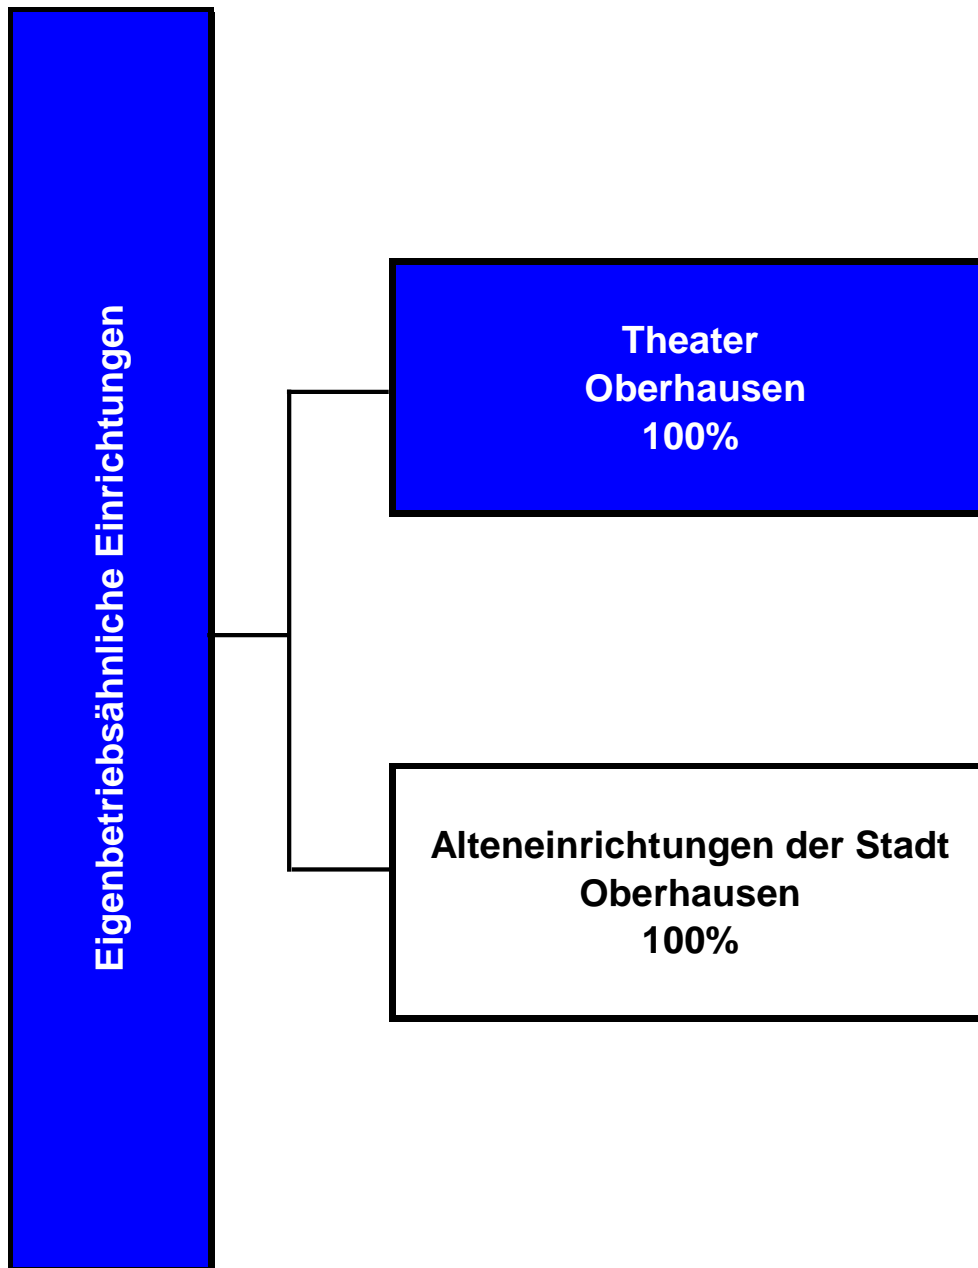 Eigenbetriebsähnliche Einrichtungen
Theater
Oberhausen
100%
Alteneinrichtungen der Stadt
Oberhausen
100%